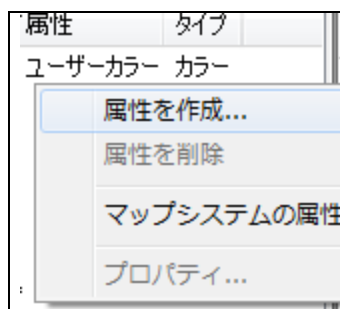 属性 タイプ
ユーザーカラー カラー
属性を作成...
属性を削除
マップシステムの属性
プロパティ...